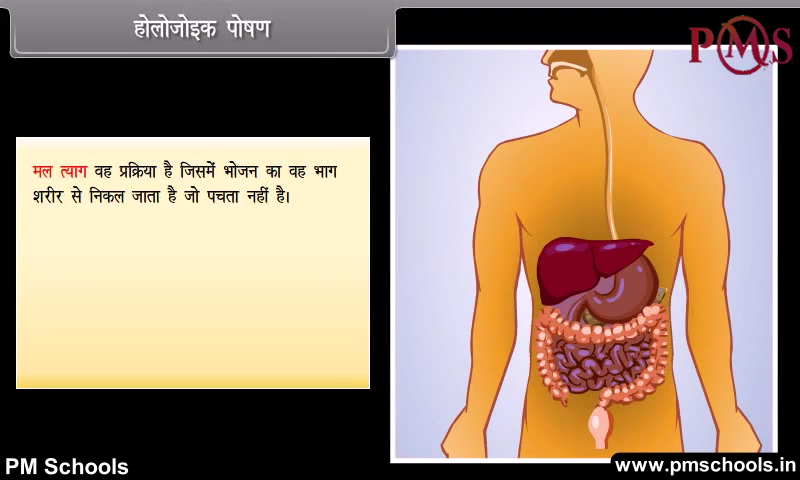 होलोजोइक पोषण
PMS
मल त्याग वह प्रक्रिया है जिसमें भोजन का वह भाग
शरीर से निकल जाता है जो पचता नहीं है।
PM Schools
www.pmschools.in